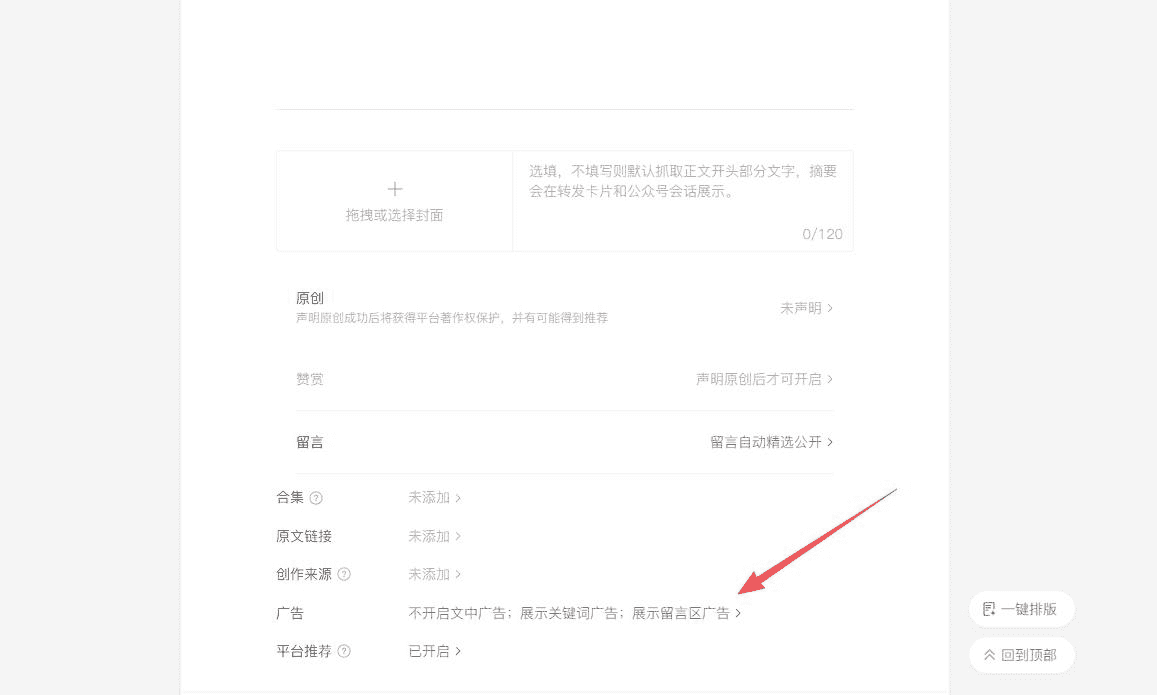 选填，不填写则默认抓取正文开头部分文字，摘要
会在转发卡片和公众号会话展示。
拖拽或选择封面
0/120
原创
声明原创成功后将获得平台著作权保护，并有可能得到推荐
未声明
赞赏 声明原创后才可开启
留言 留言自动精选公开
合集 未添加
原文链接 未添加
创作来源 未添加
广告 不开启文中广告；展示关键词广告；展示留言区广告
平台推荐 已开启
一键排版
回到顶部